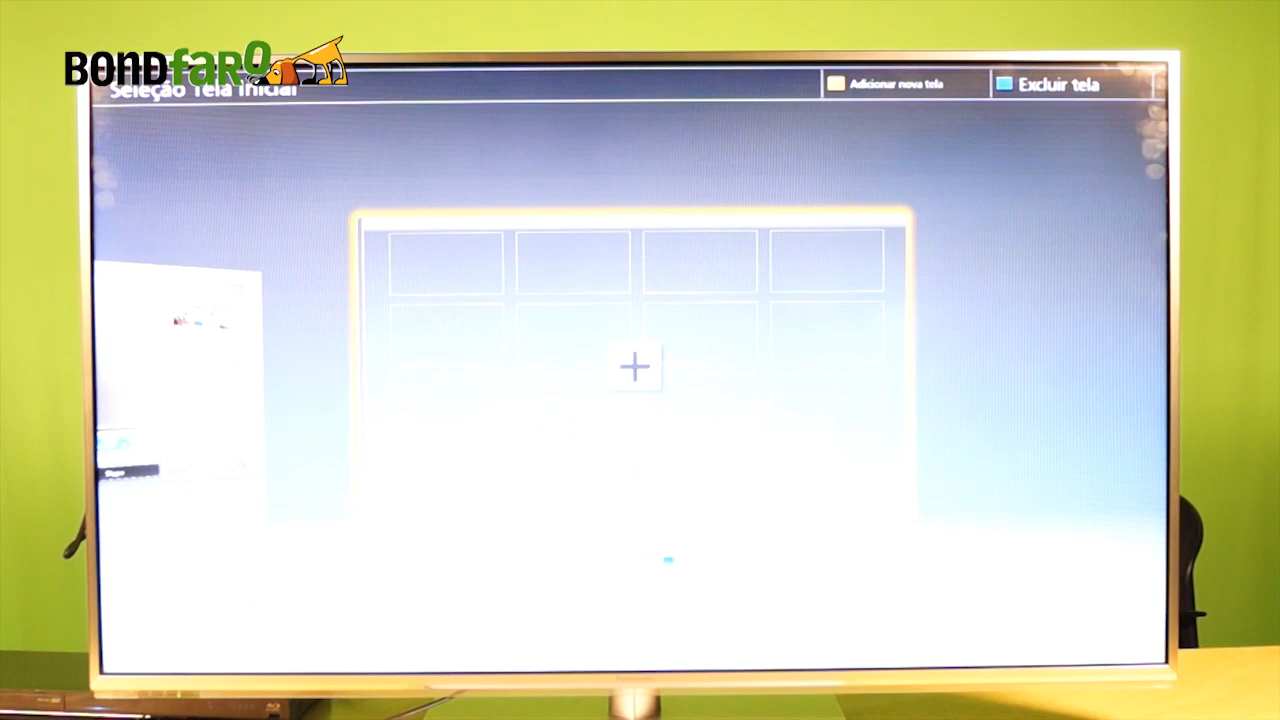 BONDFARO
Seleção Tela Inicial
Adicionar nova tela
Excluir tela